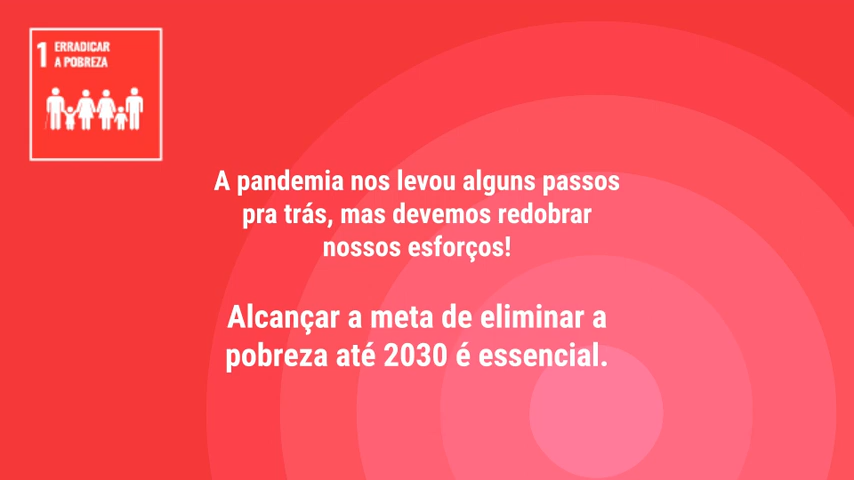 1 ERRADICAR
A POBREZA
A pandemia nos levou alguns passos
pra trás, mas devemos redobrar
nossos esforços!
Alcançar a meta de eliminar a
pobreza até 2030 é essencial.